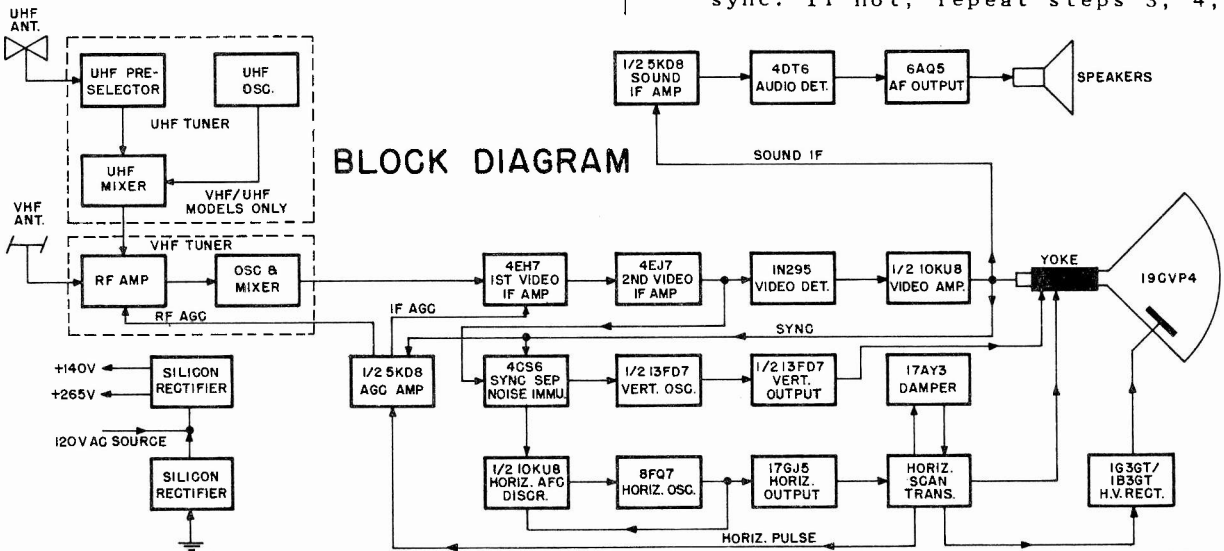 sync. If not, repeat steps 3, 4,
UHF
ANT.
UHF PRE-
SELECTOR
UHF
OSC.
UHF TUNER
UHF
MIXER
VHF/UHF
MODELS ONLY
BLOCK DIAGRAM
1/2 5KD8
SOUND
IF AMP
4DT6
AUDIO DET.
6AQ5
AF OUTPUT
SPEAKERS
SOUND IF
VHF
ANT.
VHF TUNER
RF AMP
OSC &
MIXER
RF AGC
4EH7
1ST VIDEO
IF AMP
4EJ7
2ND VIDEO
IF AMP
1N295
VIDEO DET.
1/2 10KU8
VIDEO AMP.
YOKE
19CVP4
IF AGC
SYNC
+140V
+265V
SILICON
RECTIFIER
120V AC SOURCE
SILICON
RECTIFIER
1/2 5KD8
AGC AMP
4CS6
SYNC SEP
NOISE IMMU.
1/2 13FD7
VERT. OSC.
1/2 13FD7
VERT.
OUTPUT
17AY3
DAMPER
1/2 10KU8
HORIZ. AFC
DISCR.
8FQ7
HORIZ. OSC.
17GJ5
HORIZ.
OUTPUT
HORIZ.
SCAN
TRANS.
1G3GT/
1B3GT
H.V. RECT.
HORIZ. PULSE